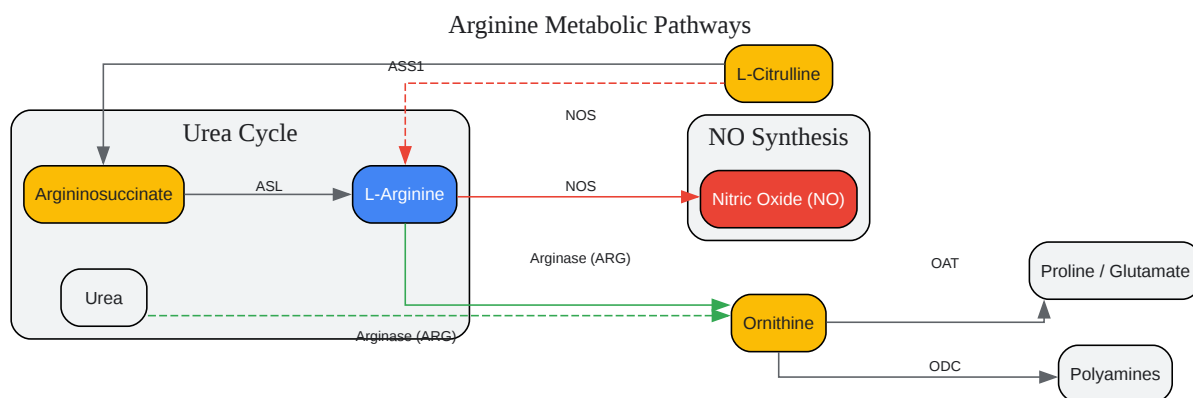 Arginine Metabolic Pathways
L-Citrulline
ASS1
NOS
Urea Cycle
NO Synthesis
Argininosuccinate
ASL
L-Arginine
NOS
Nitric Oxide (NO)
Arginase (ARG)
OAT
Proline / Glutamate
Urea
Ornithine
Arginase (ARG)
ODC
Polyamines